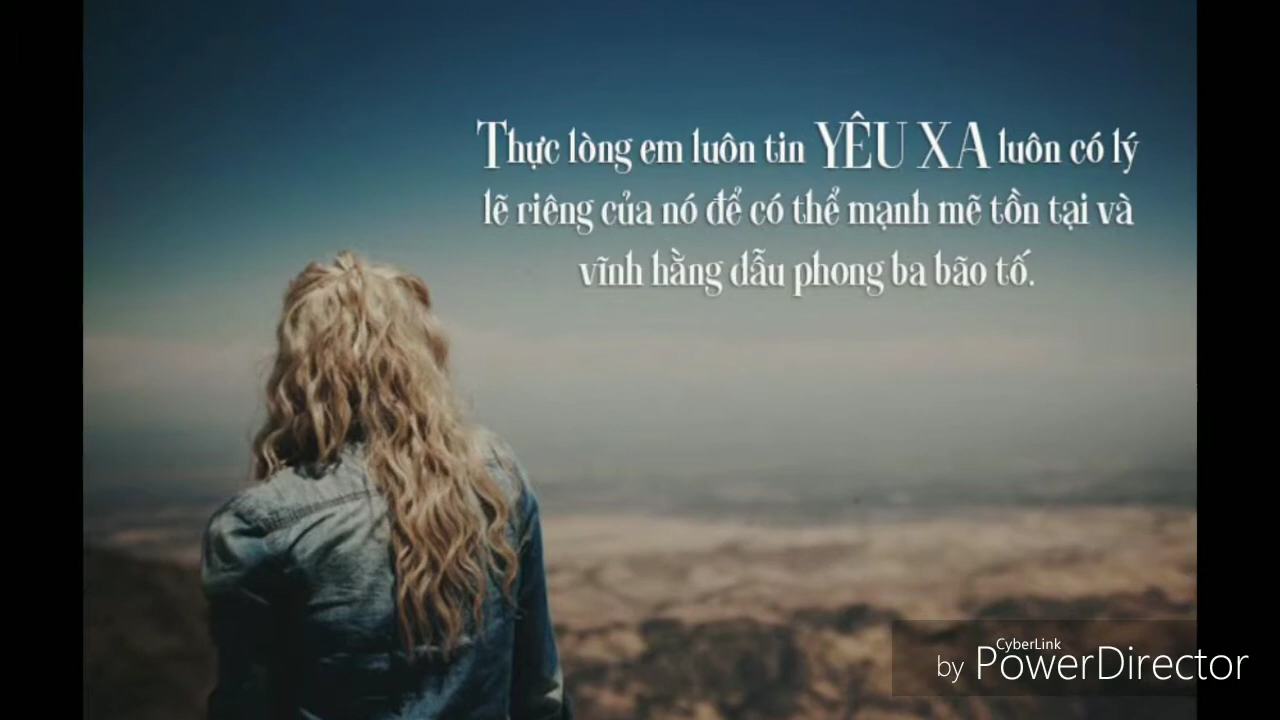 Thực lòng em luôn tin YÊU XA luôn có lý
lẽ riêng của nó để có thể mạnh mẽ tồn tại và
vĩnh hằng dẫu phong ba bão tố.
CyberLink
by PowerDirector